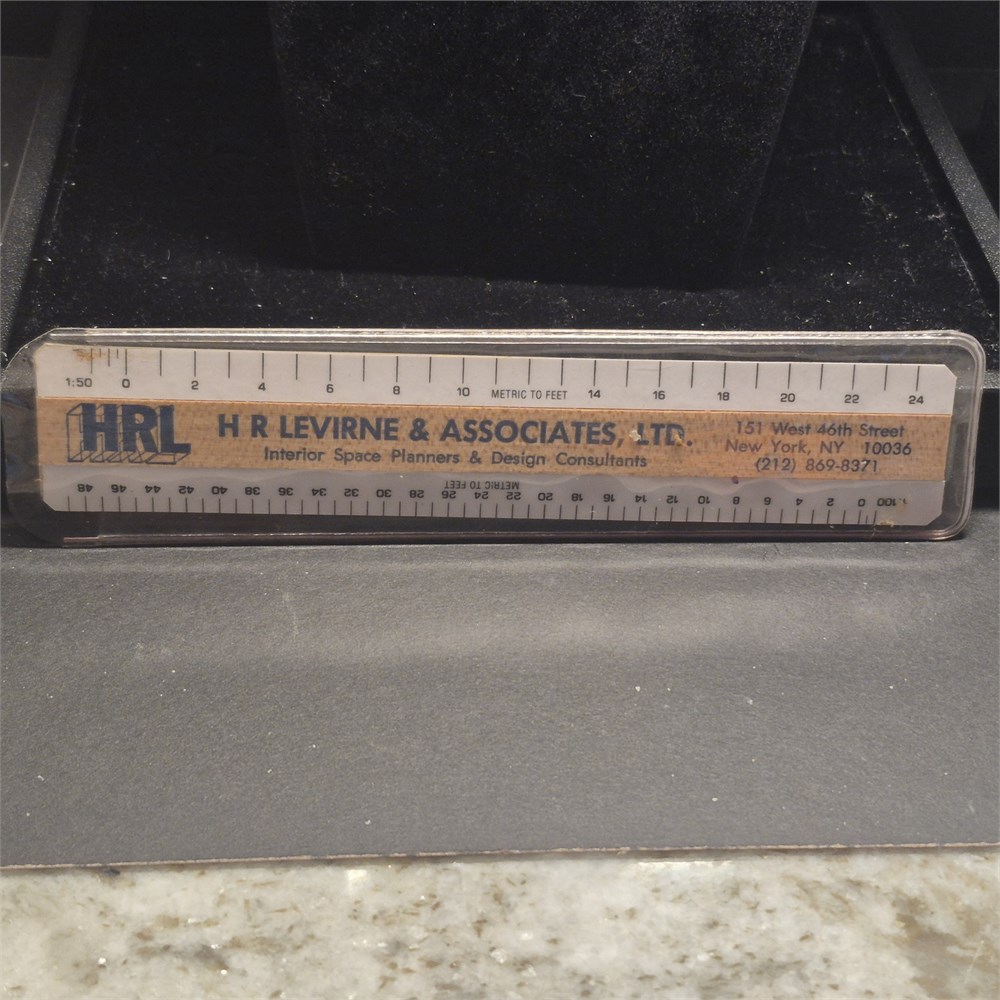 1:50 0 2 4 6 8 10 METRIC TO FEET 14 16 18 20 22 24
HRL
H R LEVIRNE & ASSOCIATES, LTD.
Interior Space Planners & Design Consultants
151 West 46th Street
New York, NY 10036
(212) 869-8371
1:100 0 2 4 6 8 10 12 14 16 18 20 22 24 26 28 30 32 34 36 38 40 42 44 46 48
METRIC TO FEET